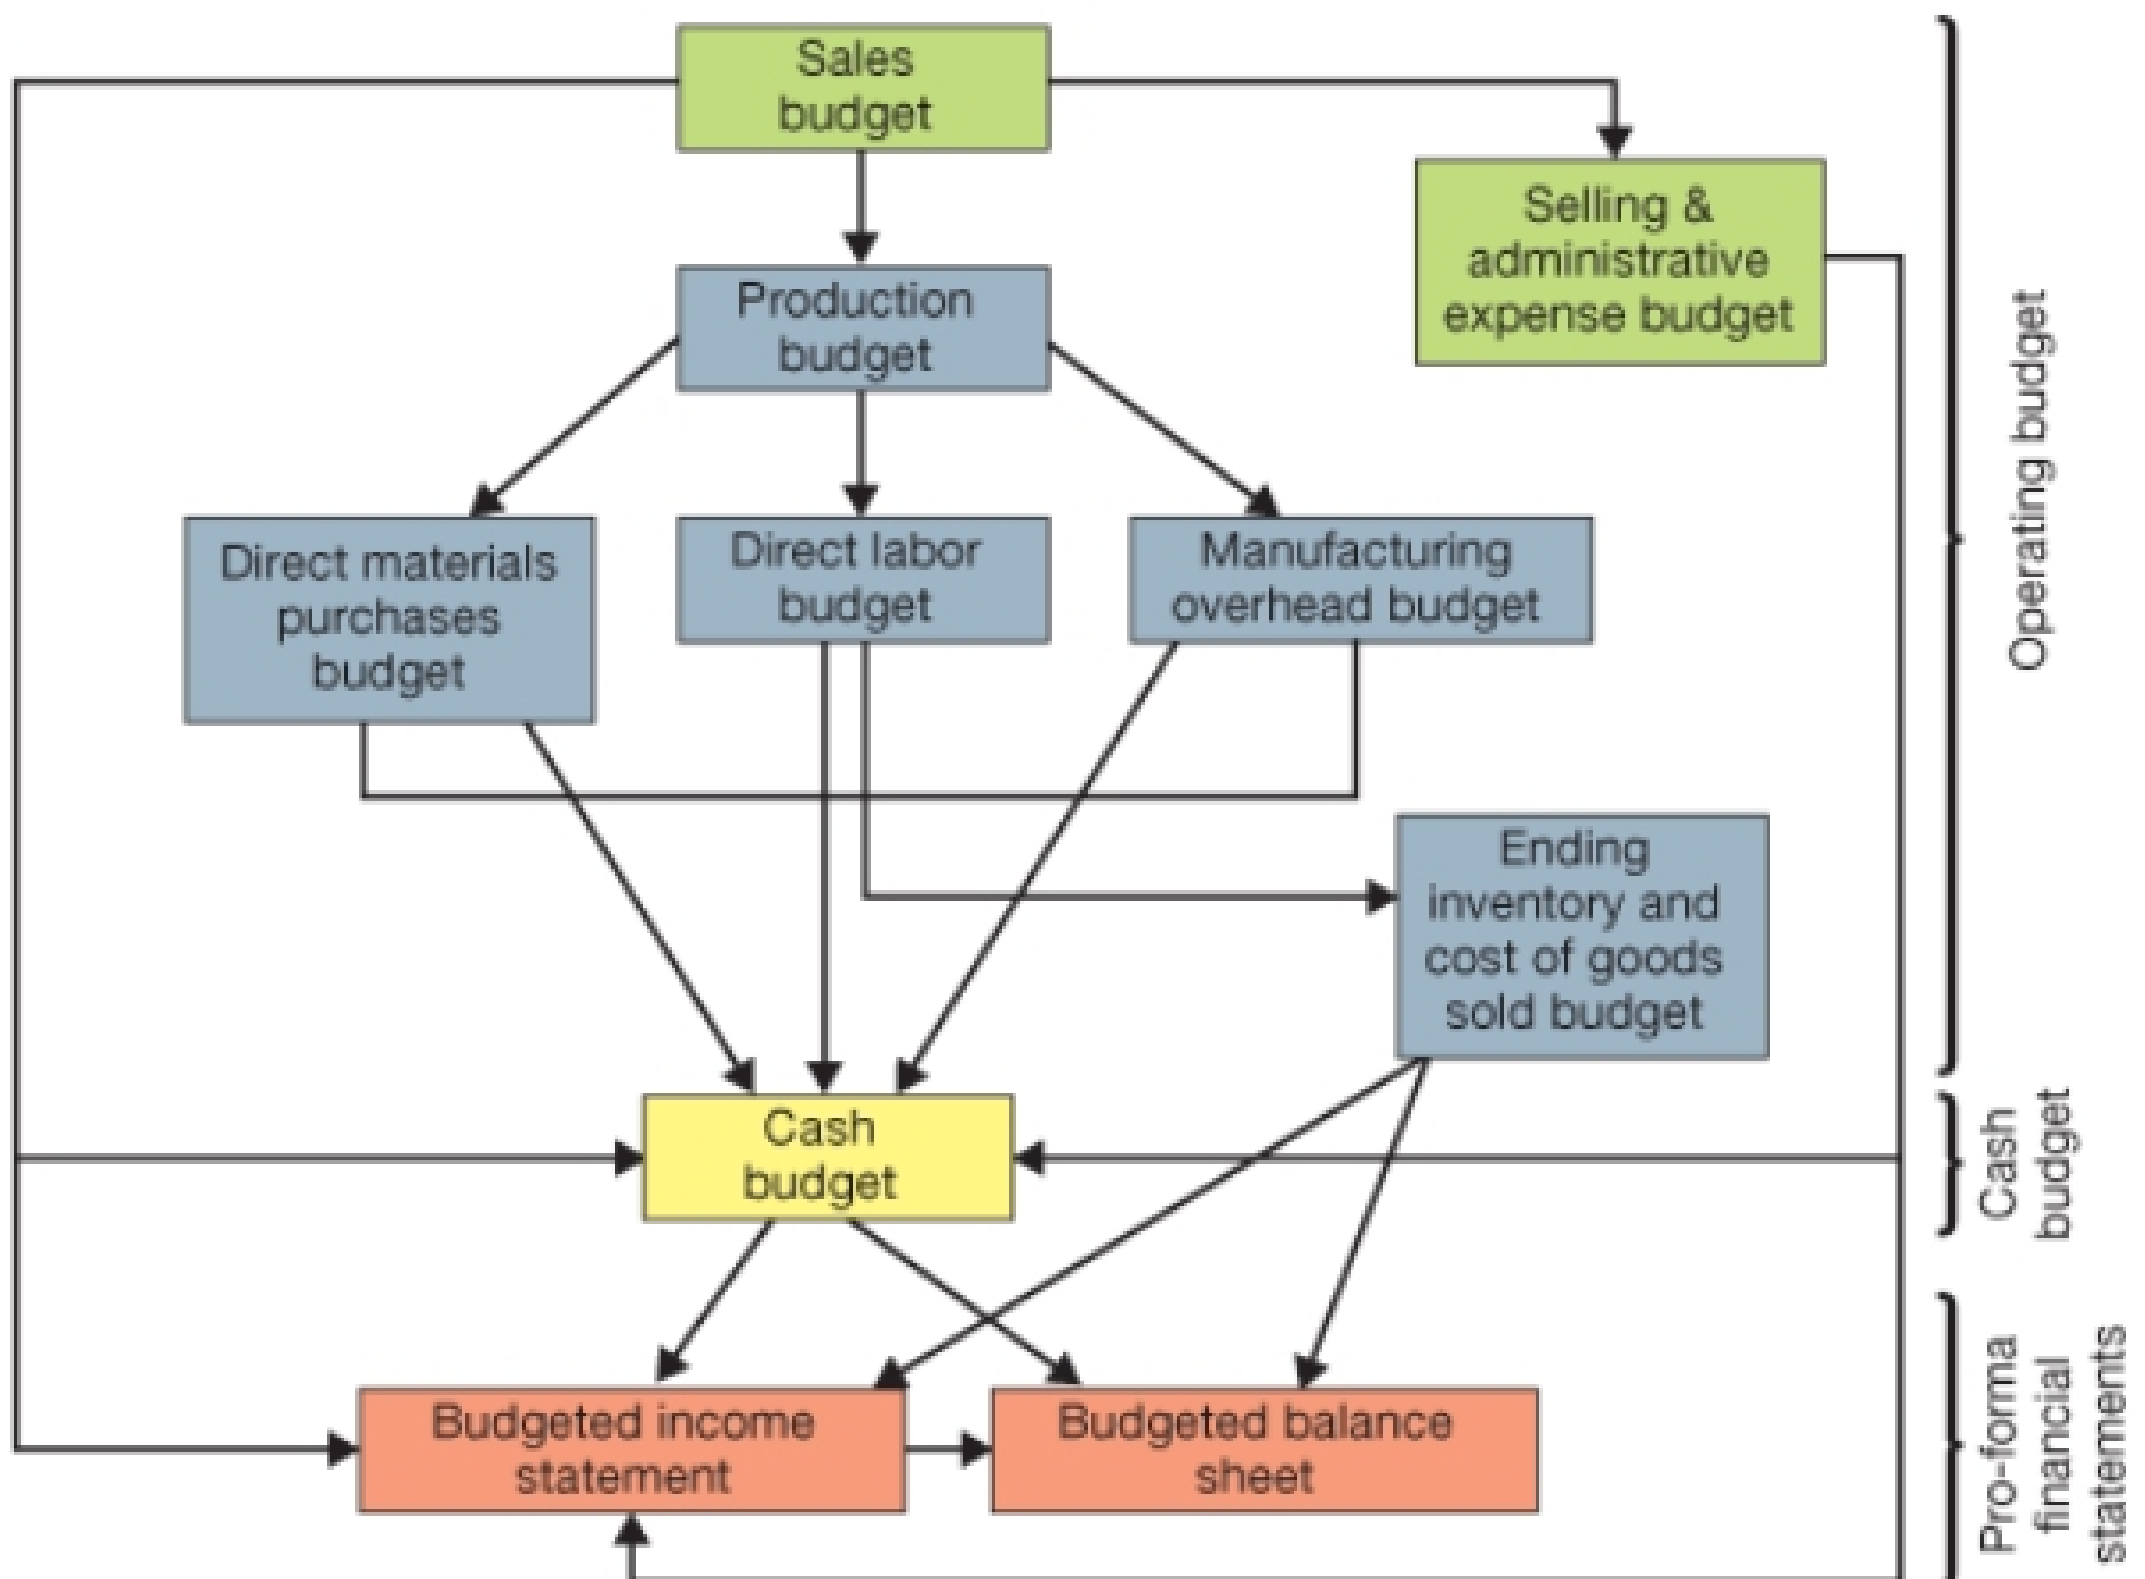 Sales
budget
Selling &
administrative
expense budget
Production
budget
Direct materials
purchases
budget
Direct labor
budget
Manufacturing
overhead budget
Ending
inventory and
cost of goods
sold budget
Cash
budget
Budgeted income
statement
Budgeted balance
sheet
Operating budget
Cash
budget
Pro-forma
financial
statements